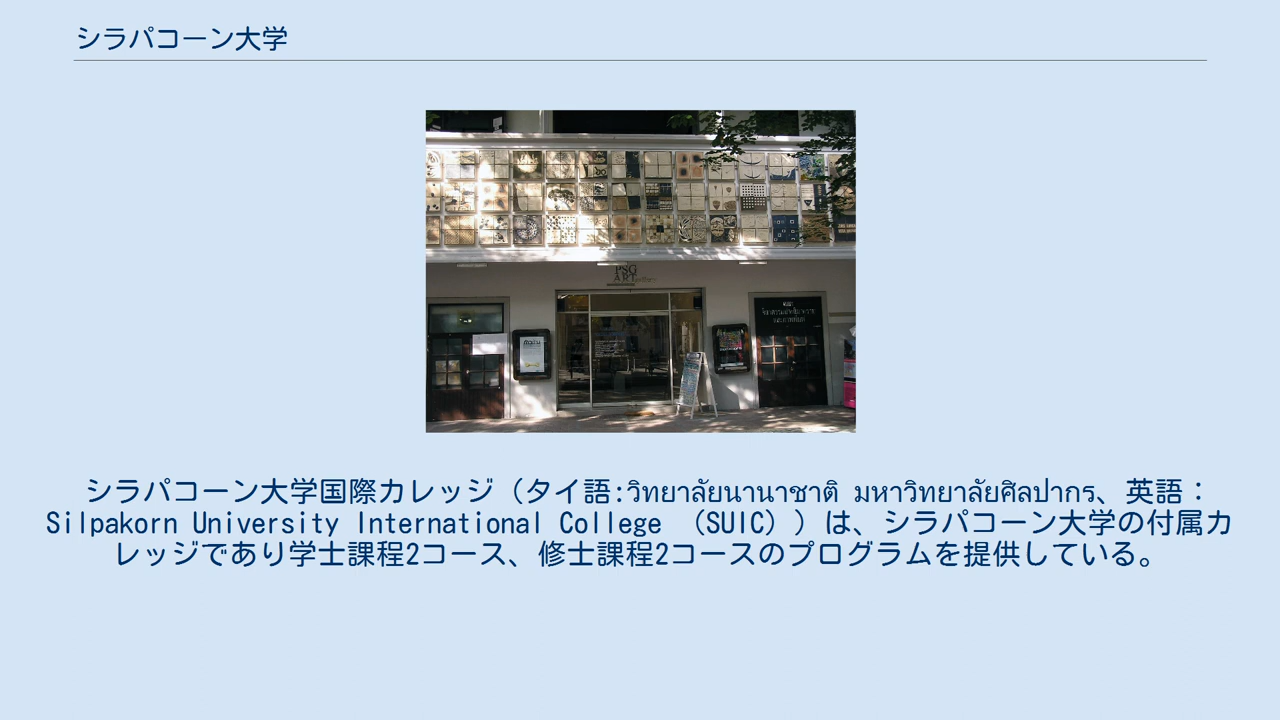 シラパコーン大学
PSG
ART
シラパコーン大学国際カレッジ（タイ語:วิทยาลัยนานาชาติ มหาวิทยาลัยศิลปากร、英語：
Silpakorn University International College （SUIC））は、シラパコーン大学の付属カ
レッジであり学士課程2コース、修士課程2コースのプログラムを提供している。